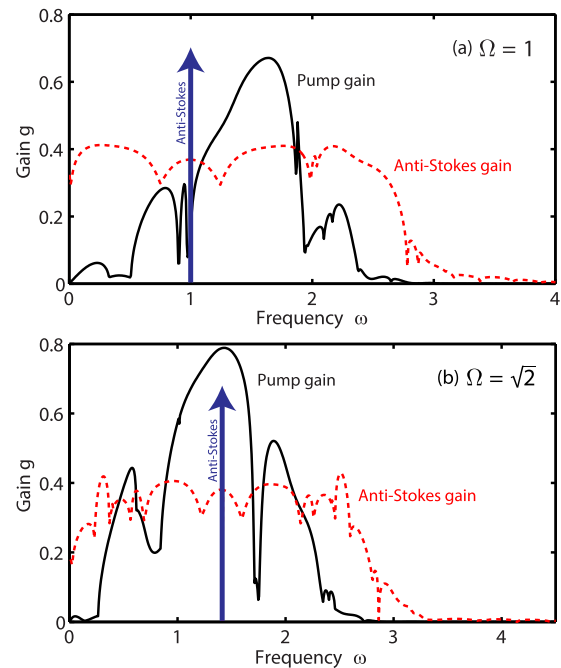 (a) Ω = 1
Pump gain
Anti-Stokes
Anti-Stokes gain
Gain g
0.8
0.6
0.4
0.2
0
0 1 2 3 4
Frequency ω
(b) Ω = √2
Pump gain
Anti-Stokes
Anti-Stokes gain
Gain g
0.8
0.6
0.4
0.2
0
0 1 2 3 4
Frequency ω